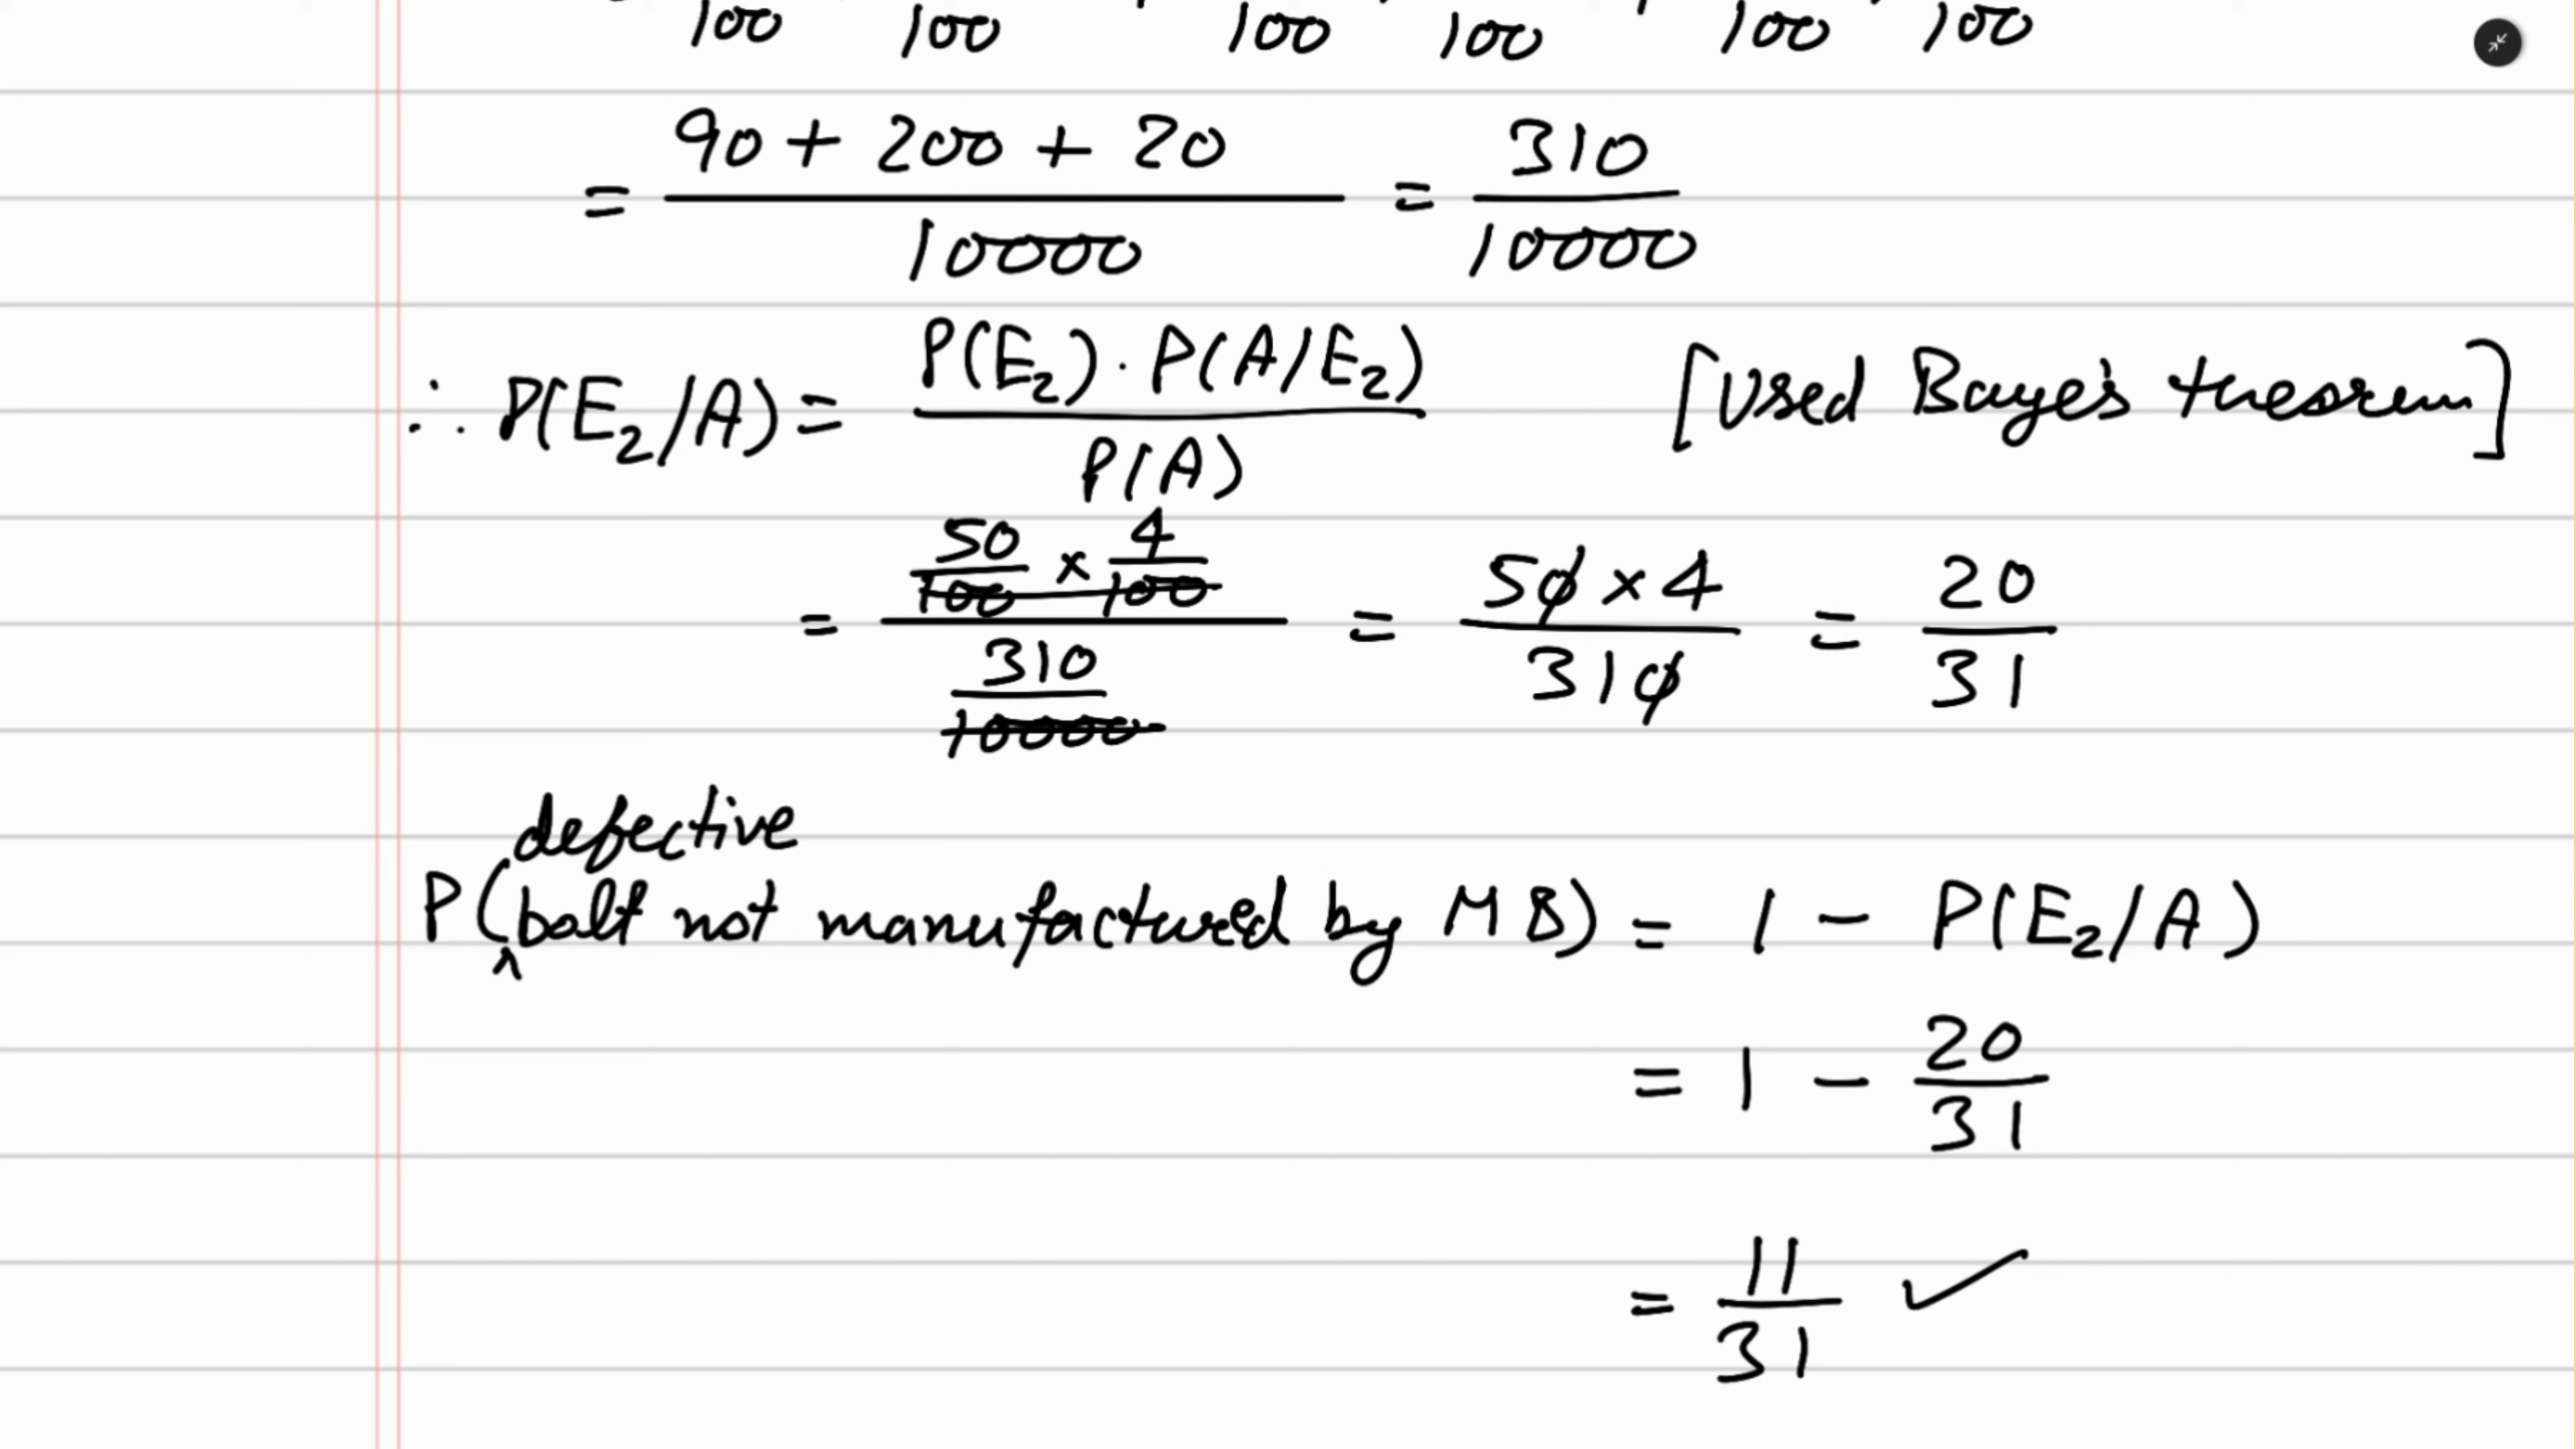 100 100 100 100 100 100
= 90 + 200 + 20 / 10000 = 310 / 10000
∴ P(E₂/A) = P(E₂) · P(A/E₂) / P(A) [Used Baye's theorem]
= 50/100 × 4/100 / 310/10000 = 50 × 4 / 310 = 20 / 31
defective
P(‸bolt not manufactured by MB) = 1 - P(E₂/A)
= 1 - 20 / 31
= 11 / 31 ✓